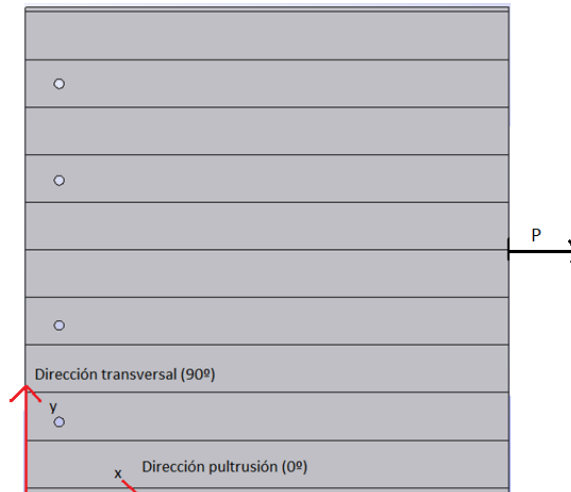 P
Dirección transversal (90º)
y
x Dirección pultrusión (0º)